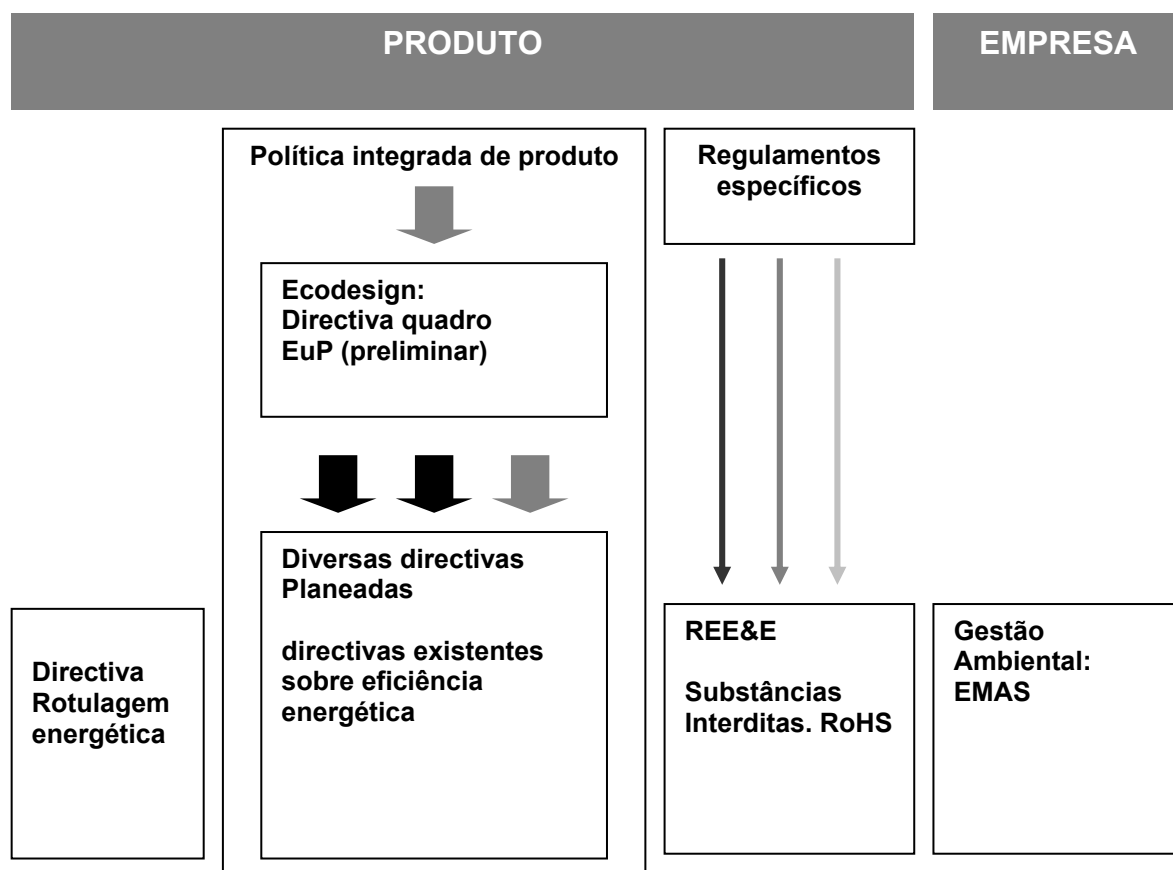 PRODUTO
EMPRESA
Política integrada de produto
Regulamentos
específicos
Ecodesign:
Directiva quadro
EuP (preliminar)
Diversas directivas
Planeadas
directivas existentes
sobre eficiência
energética
Directiva
Rotulagem
energética
REE&E
Substâncias
Interditas. RoHS
Gestão
Ambiental:
EMAS